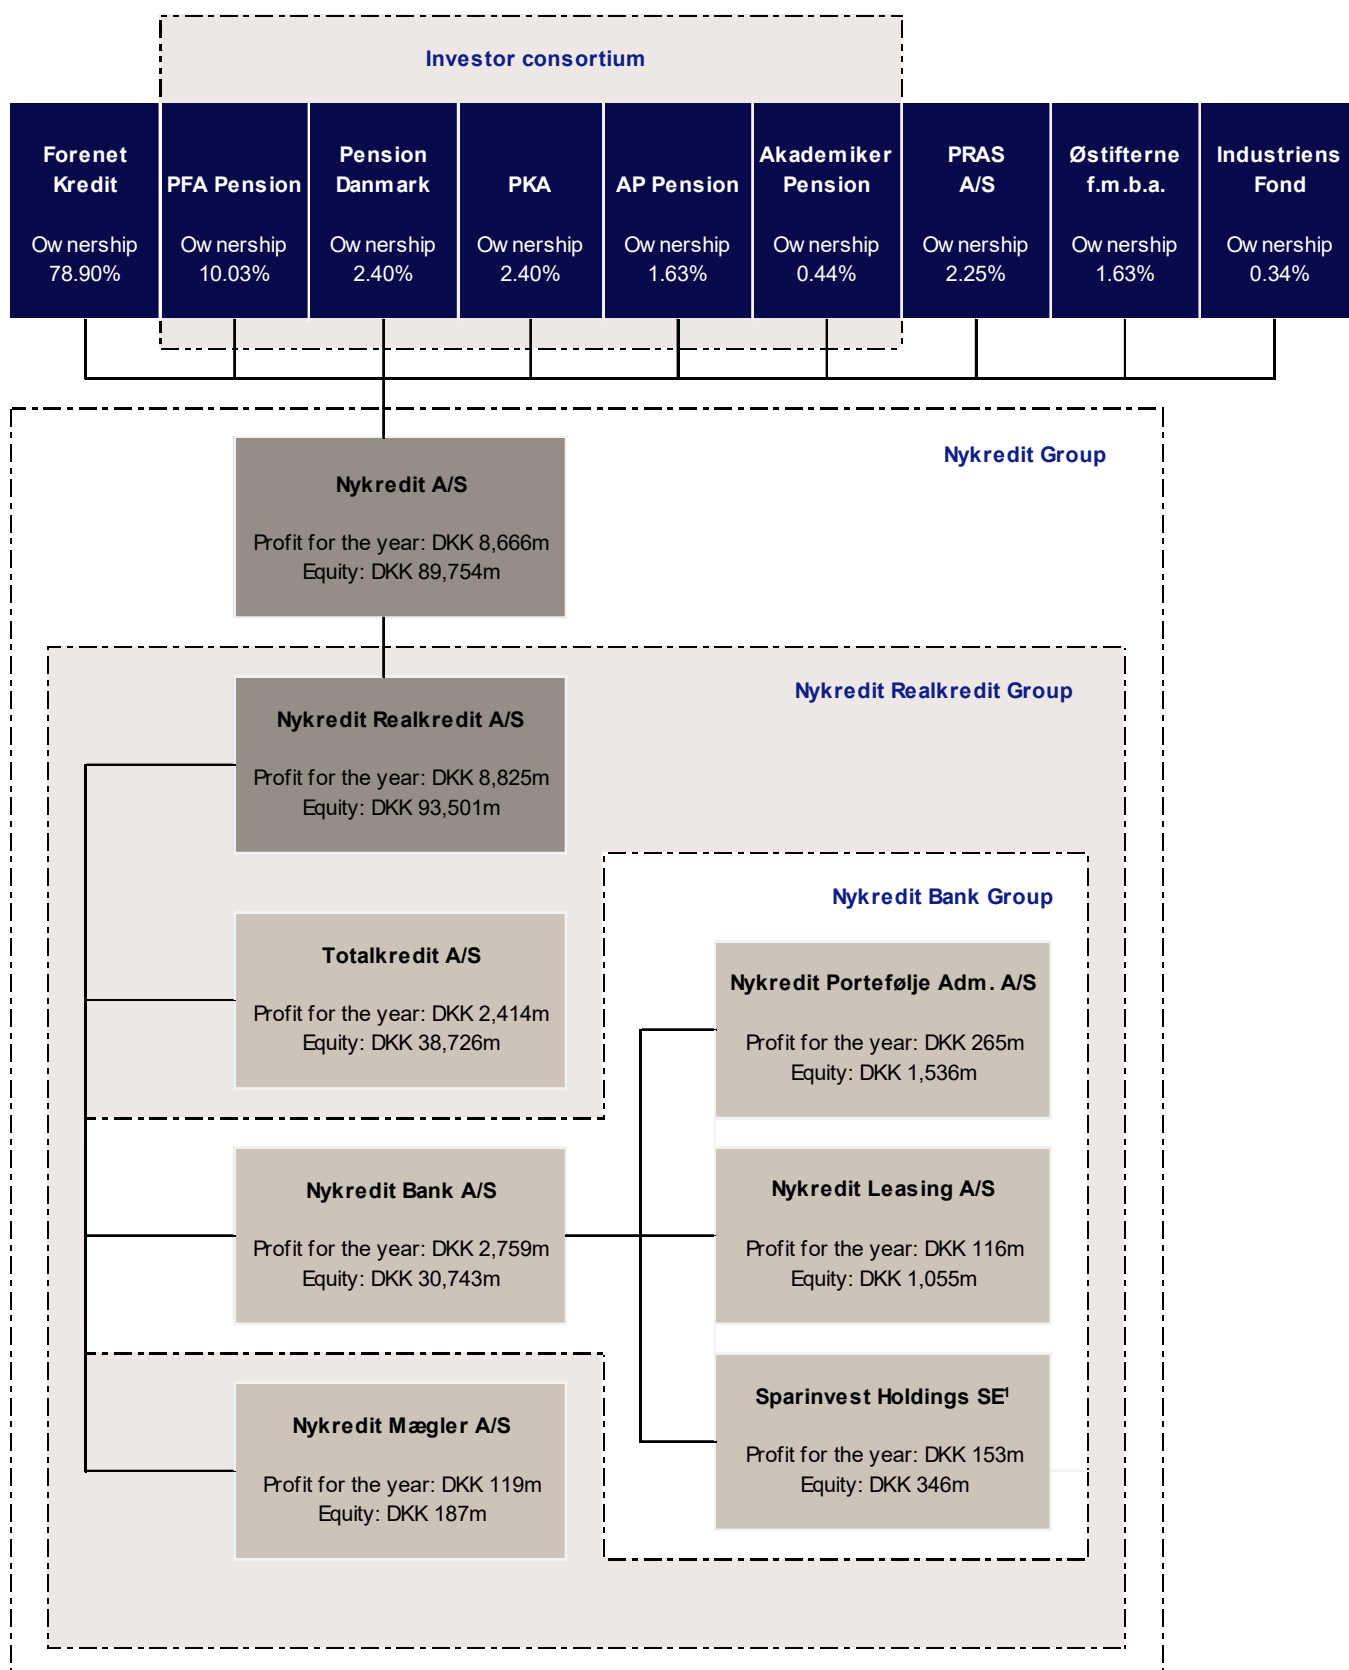 Investor consortium
Forenet
Kredit
Ownership
78.90%
PFA Pension
Ownership
10.03%
Pension
Danmark
Ownership
2.40%
PKA
Ownership
2.40%
AP Pension
Ownership
1.63%
Akademiker
Pension
Ownership
0.44%
PRAS
A/S
Ownership
2.25%
Østifterne
f.m.b.a.
Ownership
1.63%
Industriens
Fond
Ownership
0.34%
Nykredit Group
Nykredit A/S
Profit for the year: DKK 8,666m
Equity: DKK 89,754m
Nykredit Realkredit Group
Nykredit Realkredit A/S
Profit for the year: DKK 8,825m
Equity: DKK 93,501m
Nykredit Bank Group
Totalkredit A/S
Profit for the year: DKK 2,414m
Equity: DKK 38,726m
Nykredit Portefølje Adm. A/S
Profit for the year: DKK 265m
Equity: DKK 1,536m
Nykredit Bank A/S
Profit for the year: DKK 2,759m
Equity: DKK 30,743m
Nykredit Leasing A/S
Profit for the year: DKK 116m
Equity: DKK 1,055m
Sparinvest Holdings SE¹
Profit for the year: DKK 153m
Equity: DKK 346m
Nykredit Mægler A/S
Profit for the year: DKK 119m
Equity: DKK 187m